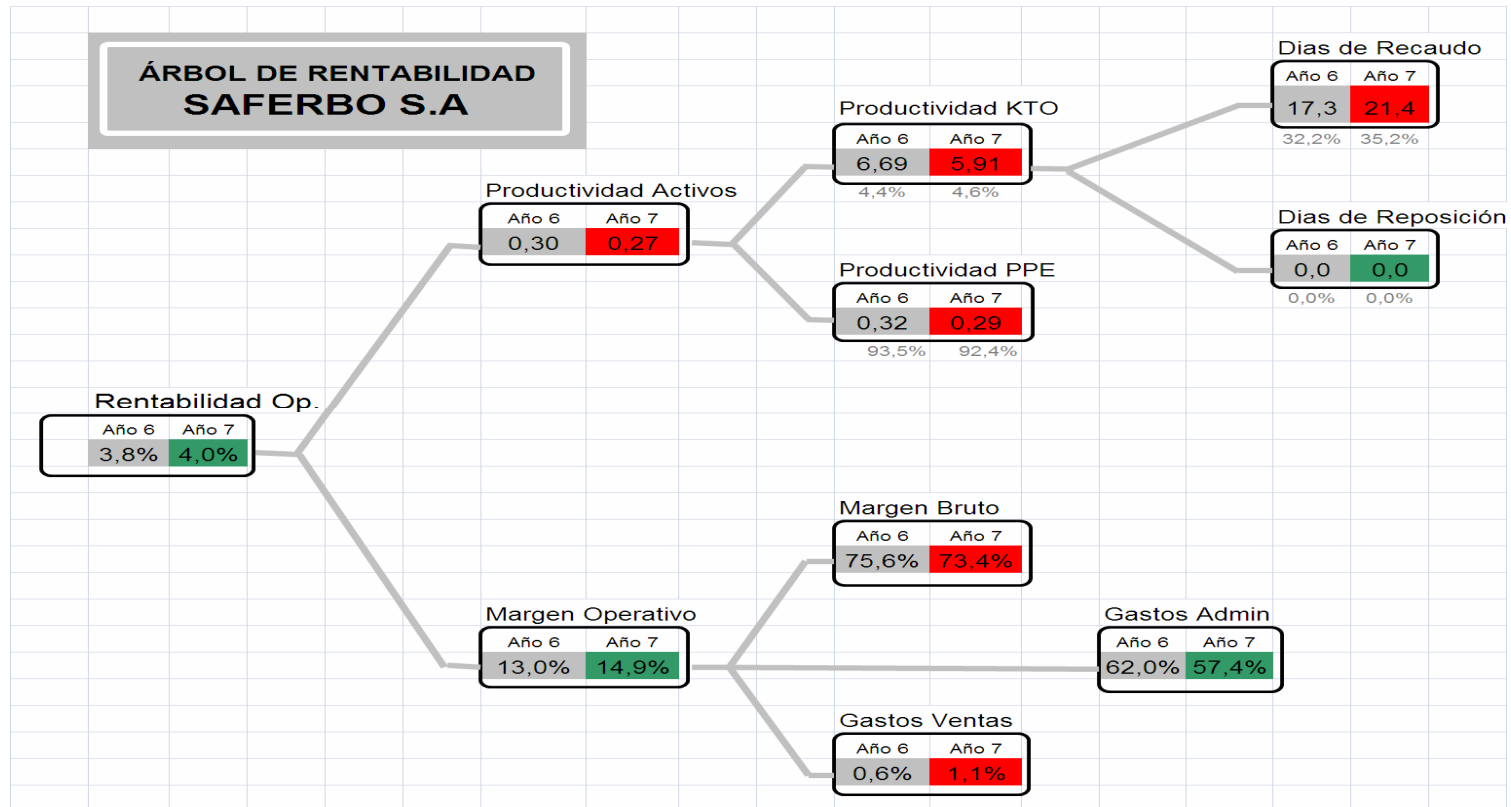 ÁRBOL DE RENTABILIDAD
SAFERBO S.A
Dias de Recaudo
Año 6 Año 7
17,3 21,4
32,2% 35,2%
Productividad KTO
Año 6 Año 7
6,69 5,91
4,4% 4,6%
Productividad Activos
Año 6 Año 7
0,30 0,27
Dias de Reposición
Año 6 Año 7
0,0 0,0
0,0% 0,0%
Productividad PPE
Año 6 Año 7
0,32 0,29
93,5% 92,4%
Rentabilidad Op.
Año 6 Año 7
3,8% 4,0%
Margen Bruto
Año 6 Año 7
75,6% 73,4%
Margen Operativo
Año 6 Año 7
13,0% 14,9%
Gastos Admin
Año 6 Año 7
62,0% 57,4%
Gastos Ventas
Año 6 Año 7
0,6% 1,1%